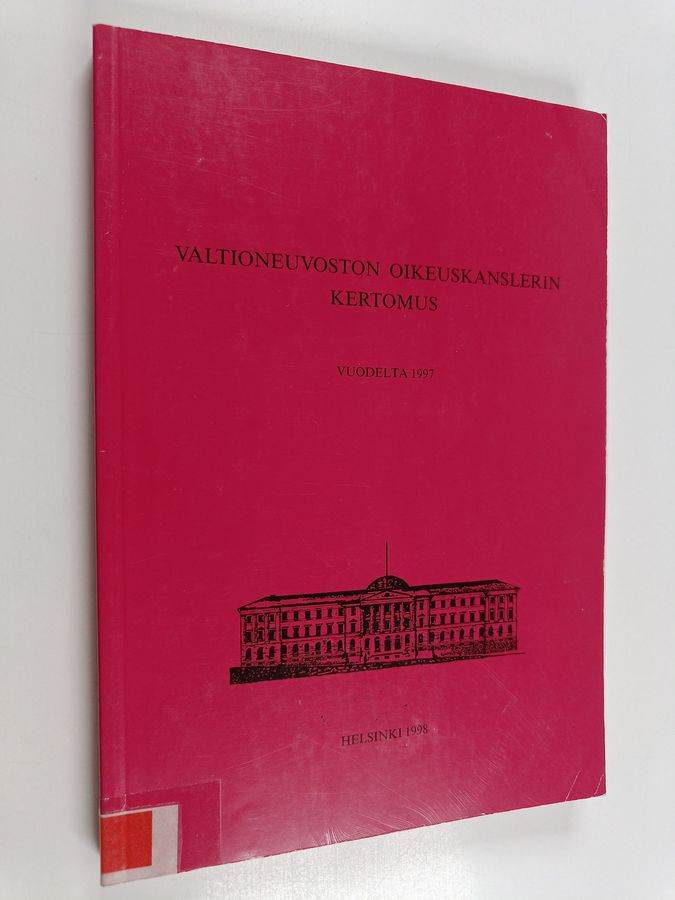 VALTIONEUVOSTON OIKEUSKANSLERIN
KERTOMUS
VUODELTA 1997
HELSINKI 1998